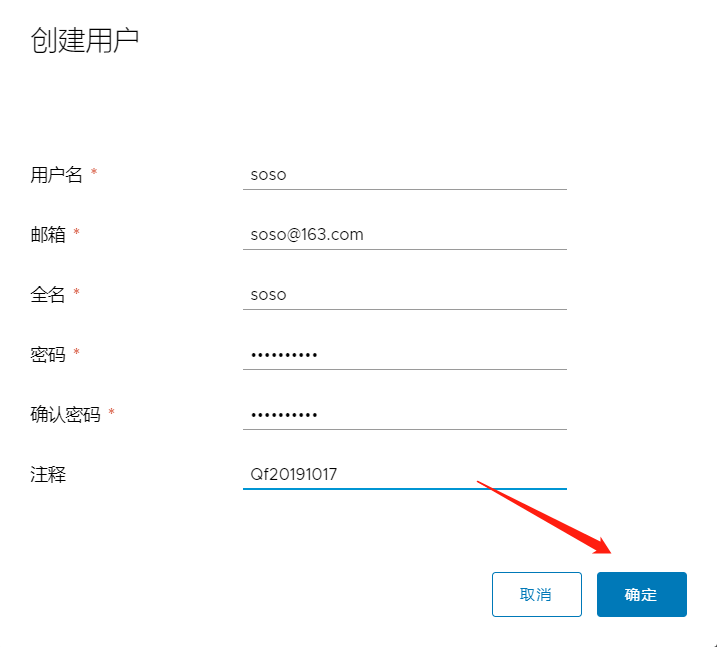 创建用户
用户名 * soso
邮箱 * soso@163.com
全名 * soso
密码 * ••••••••••
确认密码 * ••••••••••
注释 Qf20191017
取消 确定